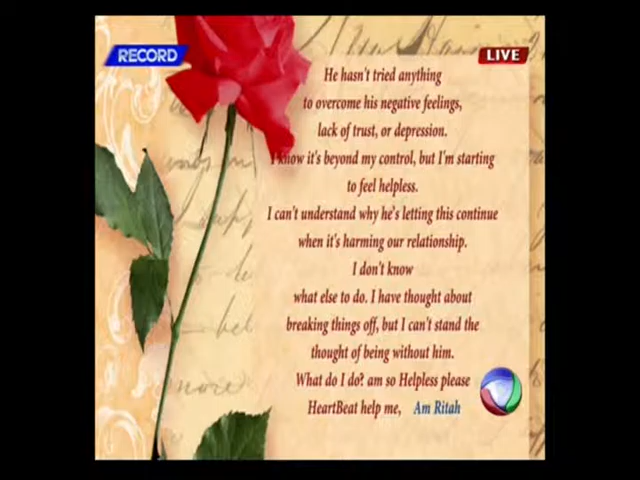 RECORD
LIVE
He hasn't tried anything
to overcome his negative feelings,
lack of trust, or depression.
I know it's beyond my control, but I'm starting
to feel helpless.
I can't understand why he's letting this continue
when it's harming our relationship.
I don't know
what else to do. I have thought about
breaking things off, but I can't stand the
thought of being without him.
What do I do? am so Helpless please
HeartBeat help me, Am Ritah